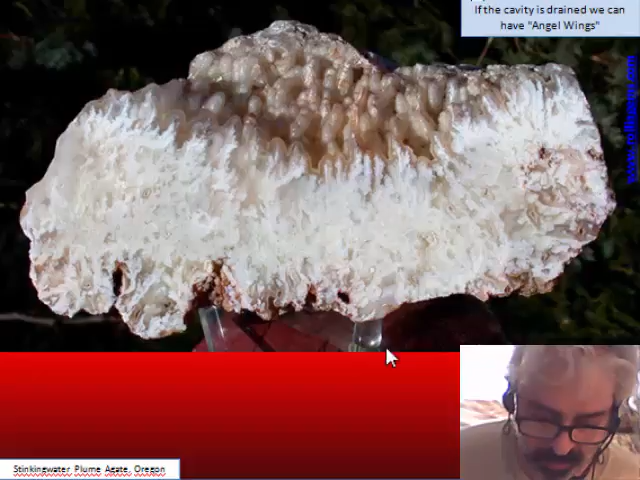 If the cavity is drained we can
have "Angel Wings"
Stinkingwater Plume Agate, Oregon